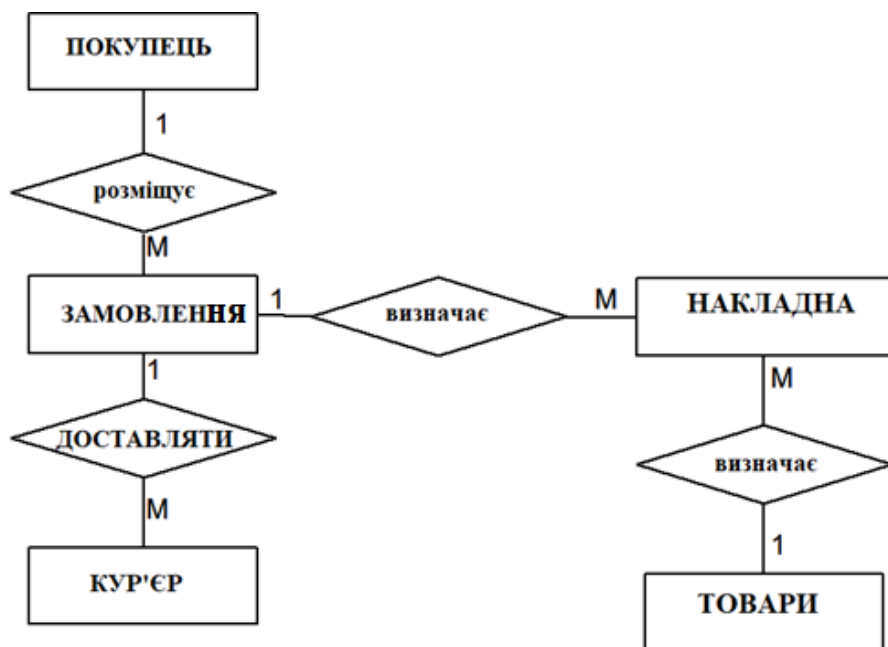 ПОКУПЕЦЬ
1
розміщує
М
ЗАМОВЛЕННЯ
1
визначає
М
НАКЛАДНА
1
М
ДОСТАВЛЯТИ
визначає
М
1
КУР'ЄР
ТОВАРИ